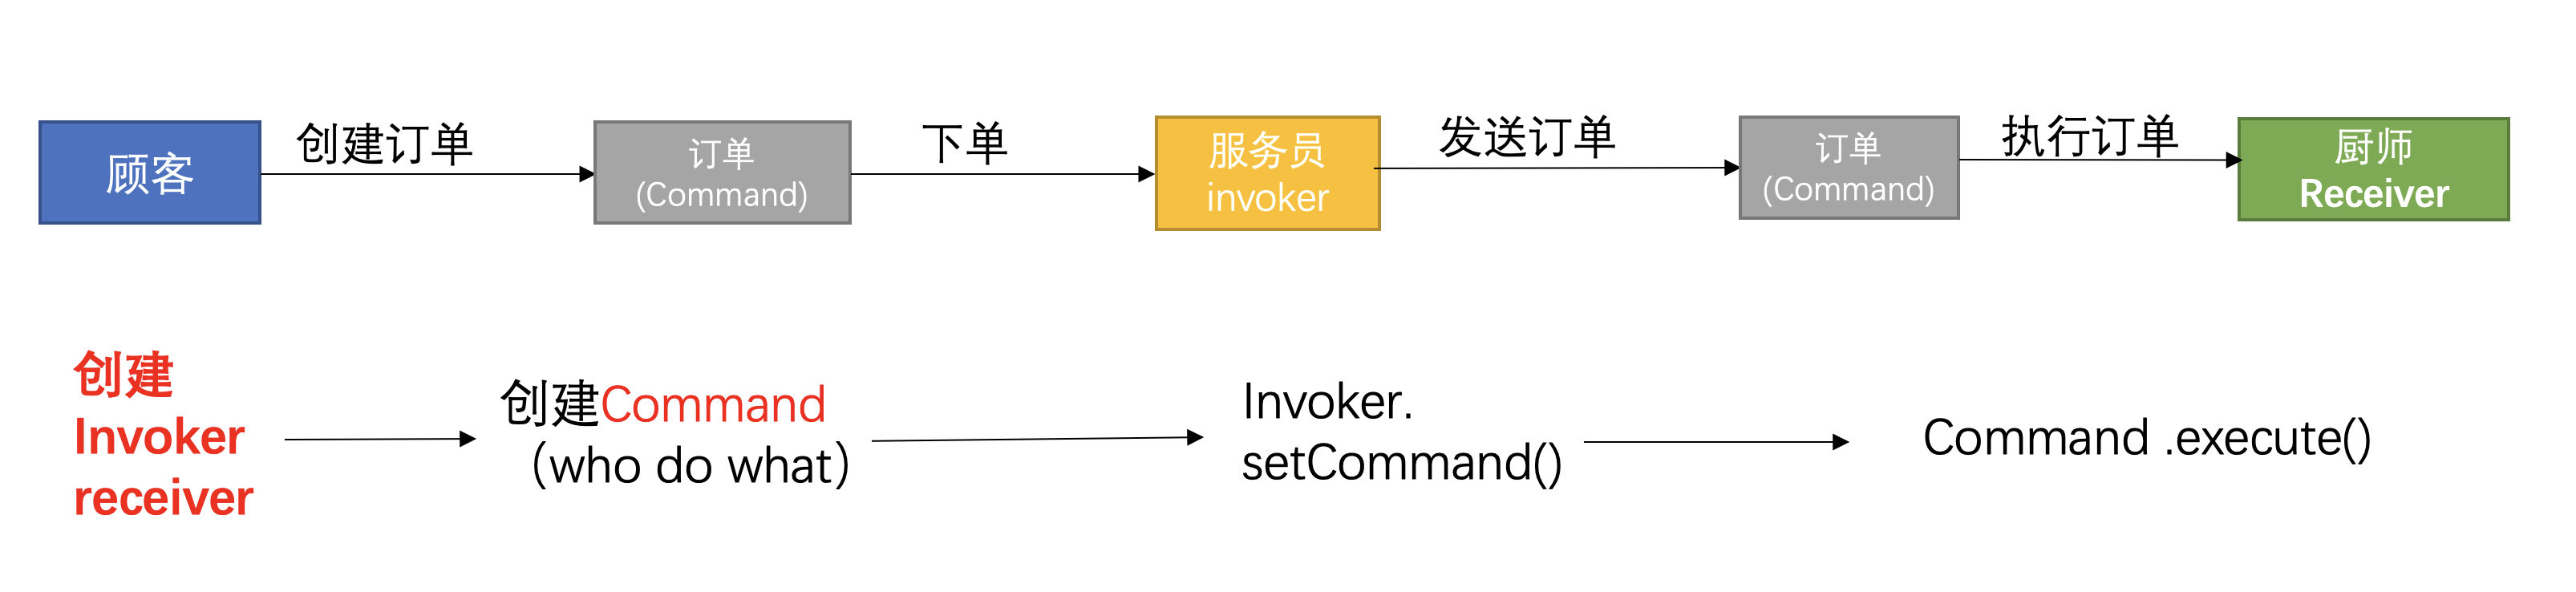 顾客
创建订单
订单
(Command)
下单
服务员
invoker
发送订单
订单
(Command)
执行订单
厨师
Receiver
创建
Invoker
receiver
创建Command
（who do what）
Invoker.
setCommand()
Command .execute()